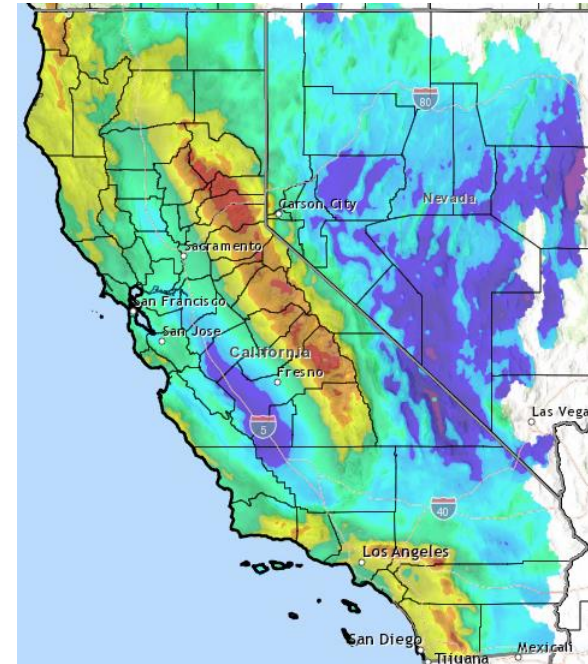 80
Nevada
Carson City
Sacramento
San Francisco
San Jose
California
Fresno
Las Vega
5
40
Los Angeles
San Diego
Tijuana
Mexicali